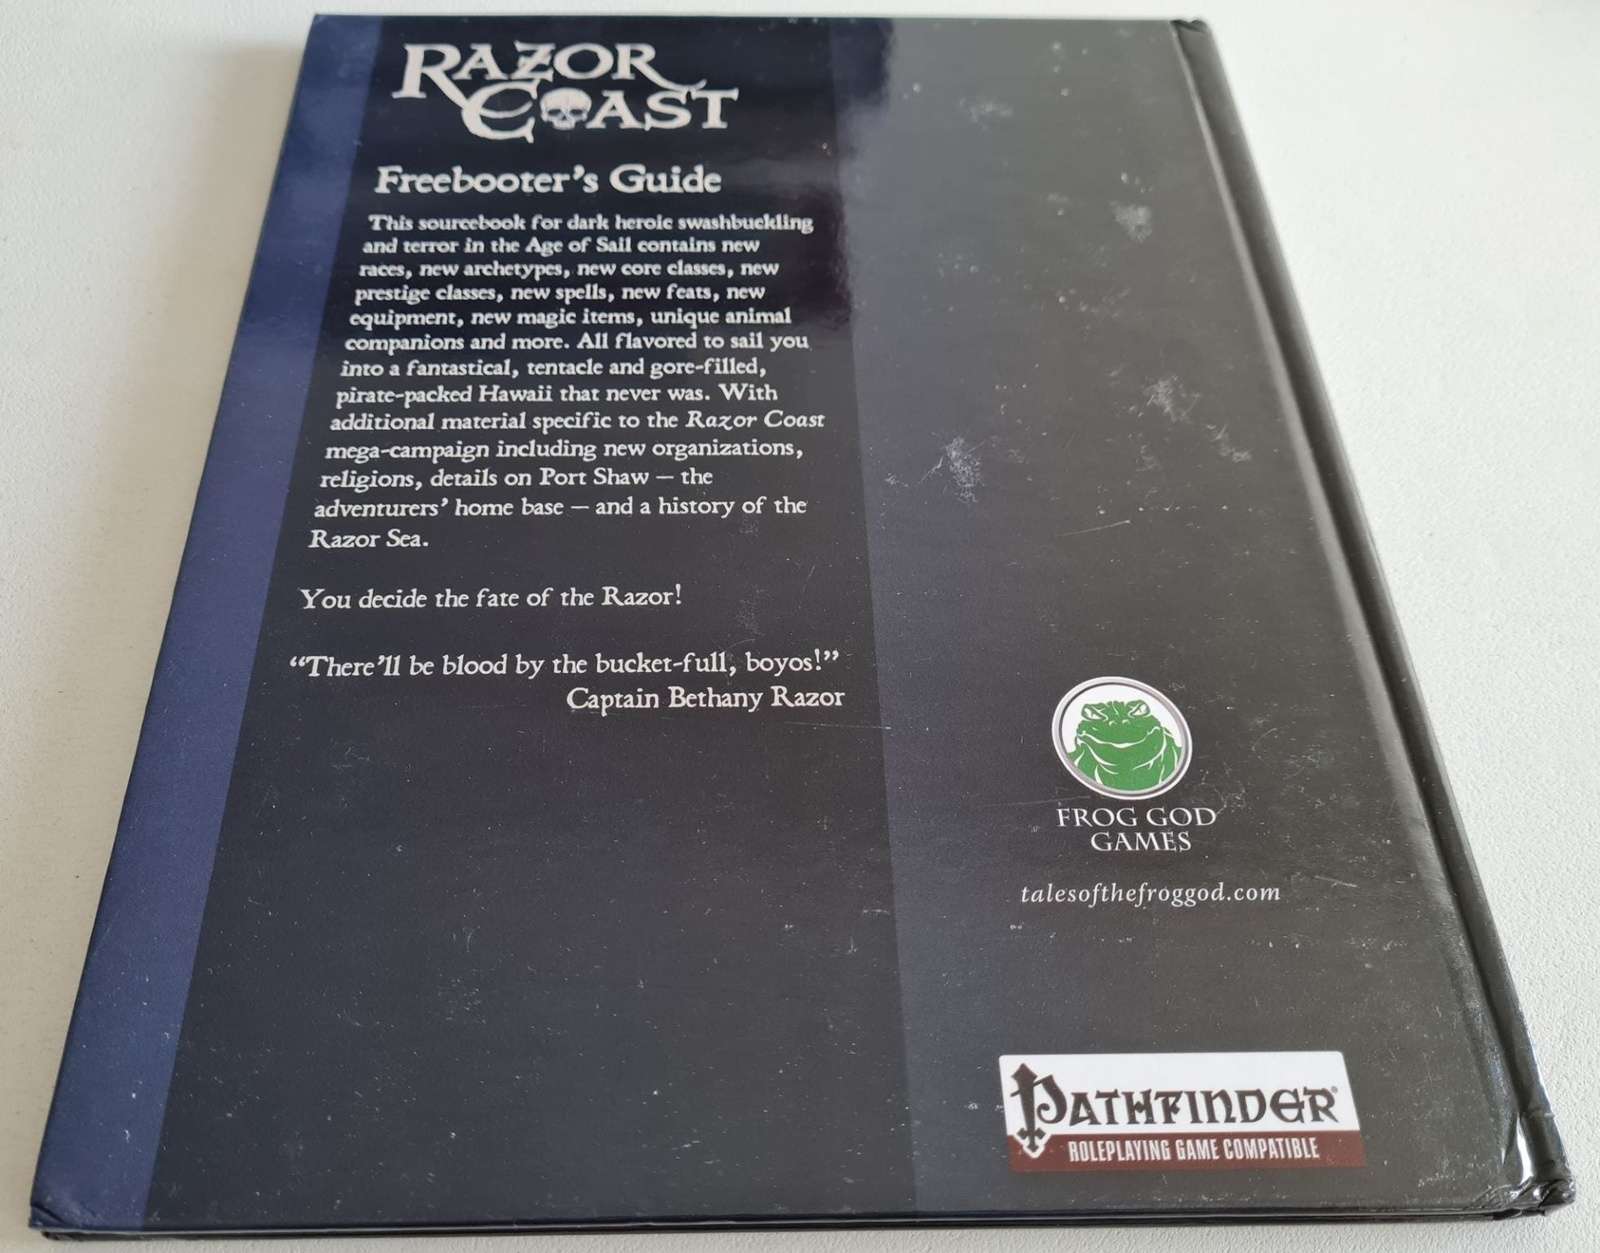 RAZOR
COAST
Freebooter's Guide
This sourcebook for dark heroic swashbuckling
and terror in the Age of Sail contains new
races, new archetypes, new core classes, new
prestige classes, new spells, new feats, new
equipment, new magic items, unique animal
companions and more. All flavored to sail you
into a fantastical, tentacle and gore-filled,
pirate-packed Hawaii that never was. With
additional material specific to the Razor Coast
mega-campaign including new organizations,
religions, details on Port Shaw — the
adventurers' home base — and a history of the
Razor Sea.
You decide the fate of the Razor!
“There'll be blood by the bucket-full, boyos!”
Captain Bethany Razor
FROG GOD
GAMES
talesofthefroggod.com
PATHFINDER®
ROLEPLAYING GAME COMPATIBLE